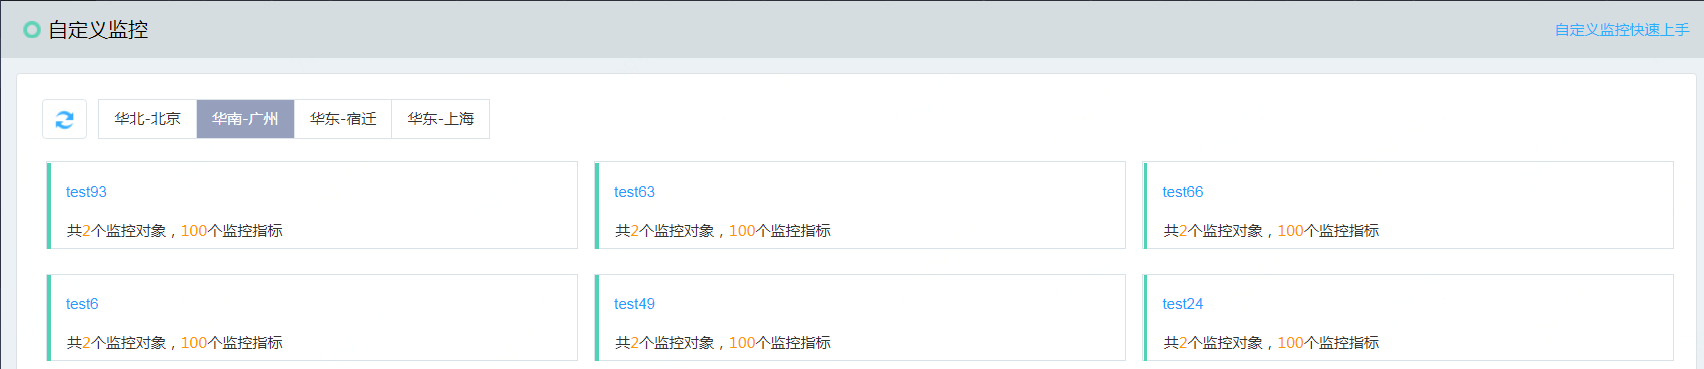 自定义监控
自定义监控快速上手
华北-北京 华南-广州 华东-宿迁 华东-上海
test93
共2个监控对象，100个监控指标
test63
共2个监控对象，100个监控指标
test66
共2个监控对象，100个监控指标
test6
共2个监控对象，100个监控指标
test49
共2个监控对象，100个监控指标
test24
共2个监控对象，100个监控指标